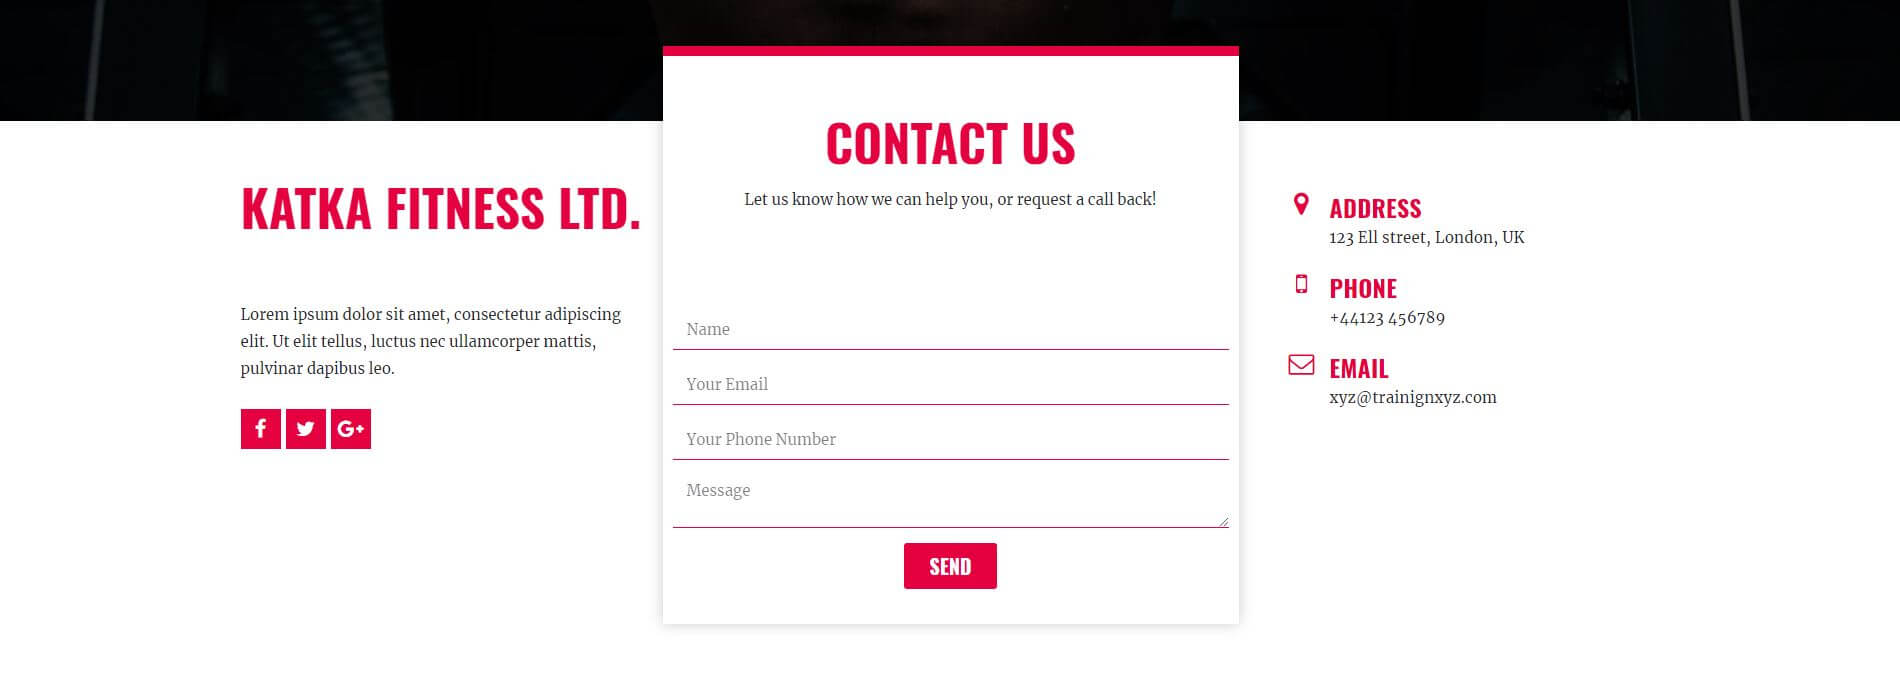 KATKA FITNESS LTD.
Lorem ipsum dolor sit amet, consectetur adipiscing
elit. Ut elit tellus, luctus nec ullamcorper mattis,
pulvinar dapibus leo.
f
G+
CONTACT US
Let us know how we can help you, or request a call back!
Name
Your Email
Your Phone Number
Message
SEND
ADDRESS
123 Ell street, London, UK
PHONE
+44123 456789
EMAIL
xyz@trainignxyz.com